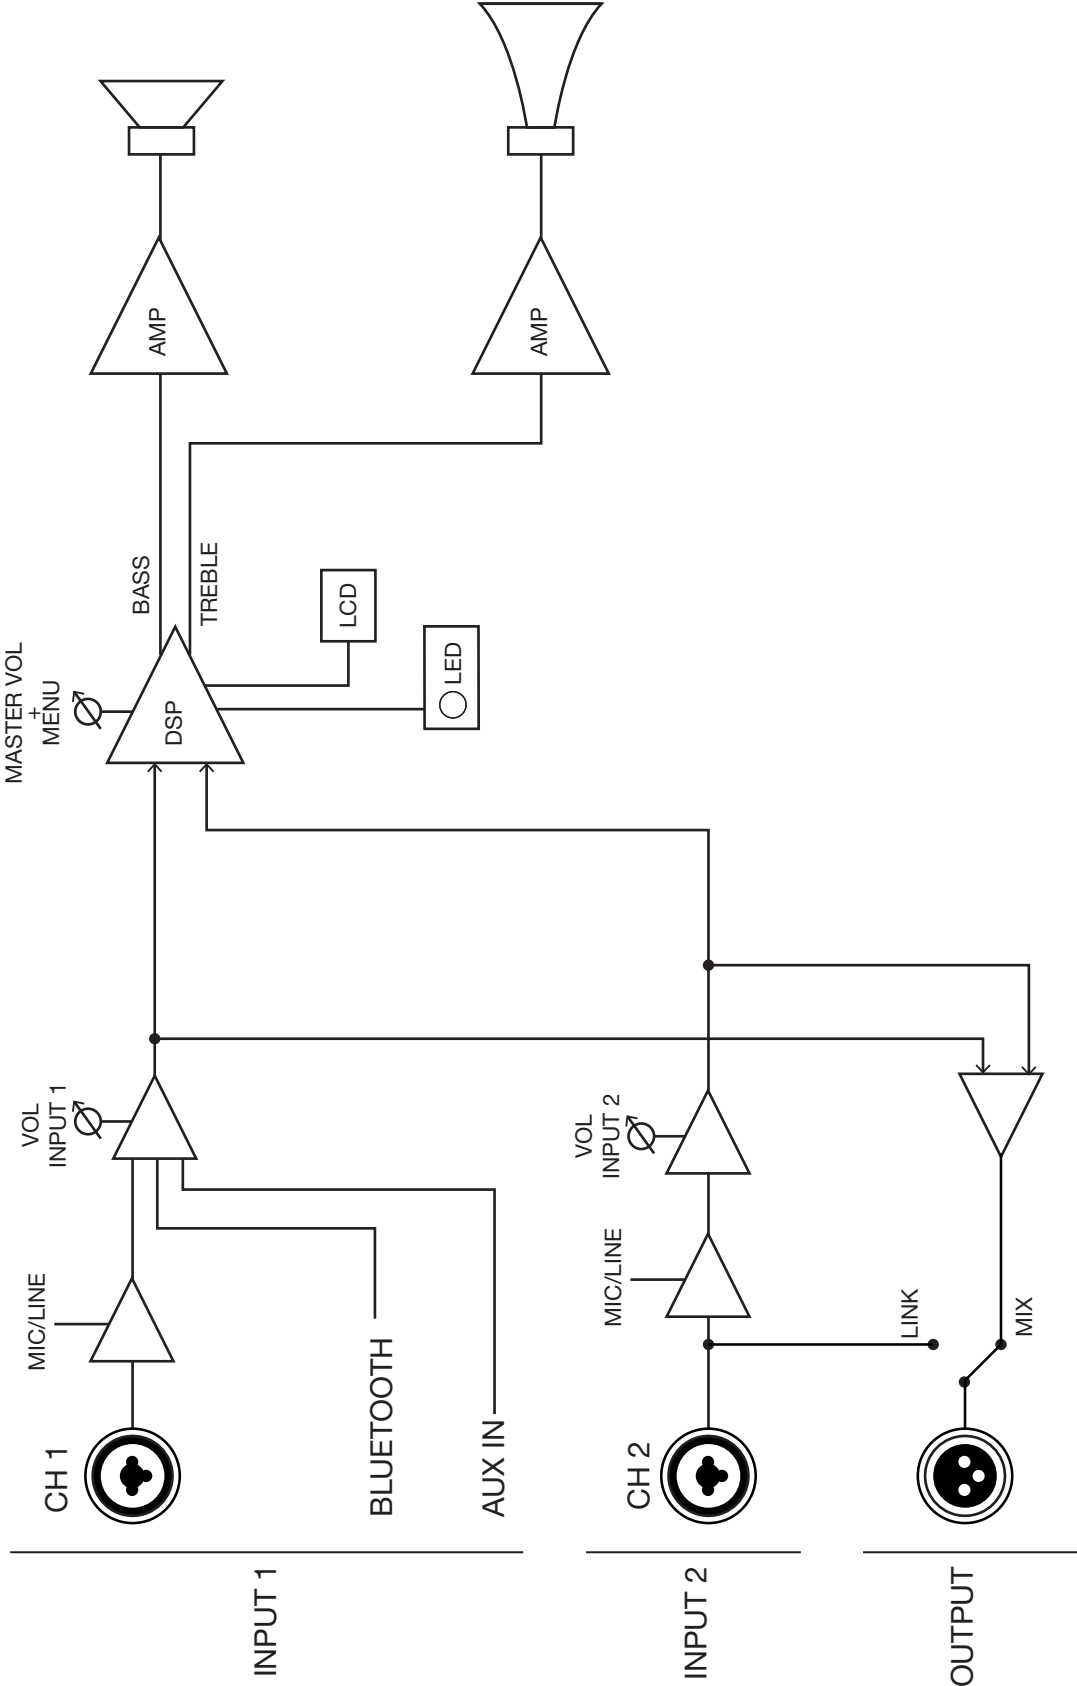 INPUT 1
CH 1
MIC/LINE
VOL
INPUT 1
BLUETOOTH
AUX IN
INPUT 2
CH 2
MIC/LINE
VOL
INPUT 2
OUTPUT
LINK
MIX
MASTER VOL
+
MENU
DSP
BASS
TREBLE
LCD
LED
AMP
AMP